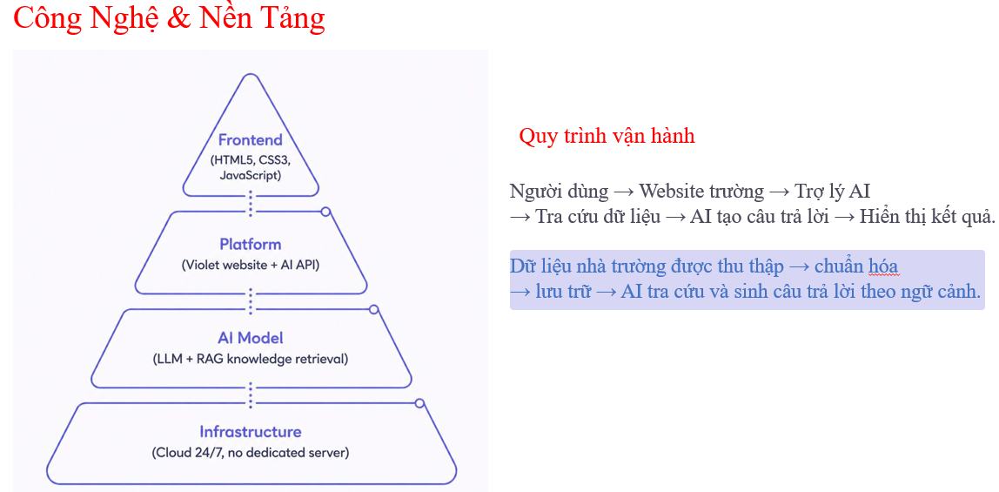 Công Nghệ & Nền Tảng
Frontend
(HTML5, CSS3,
JavaScript)
Platform
(Violet website + AI API)
AI Model
(LLM + RAG knowledge retrieval)
Infrastructure
(Cloud 24/7, no dedicated server)
Quy trình vận hành
Người dùng → Website trường → Trợ lý AI
→ Tra cứu dữ liệu → AI tạo câu trả lời → Hiển thị kết quả.
Dữ liệu nhà trường được thu thập → chuẩn hóa
→ lưu trữ → AI tra cứu và sinh câu trả lời theo ngữ cảnh.